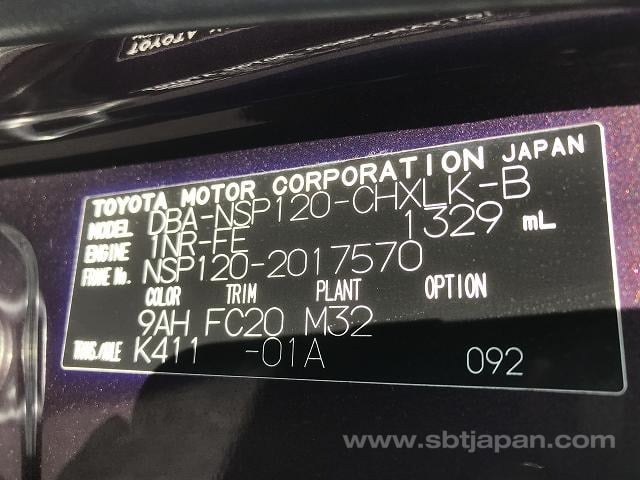 TOYOTA MOTOR CORPORATION JAPAN
MODEL DBA-NSP120-CHXLK-B
ENGINE 1NR-FE 1329 mL
FRAME No. NSP120-2017570
COLOR TRIM PLANT OPTION
9AH FC20 M32
TRANS/AXLE K411 -01A 092
www.sbtjapan.com